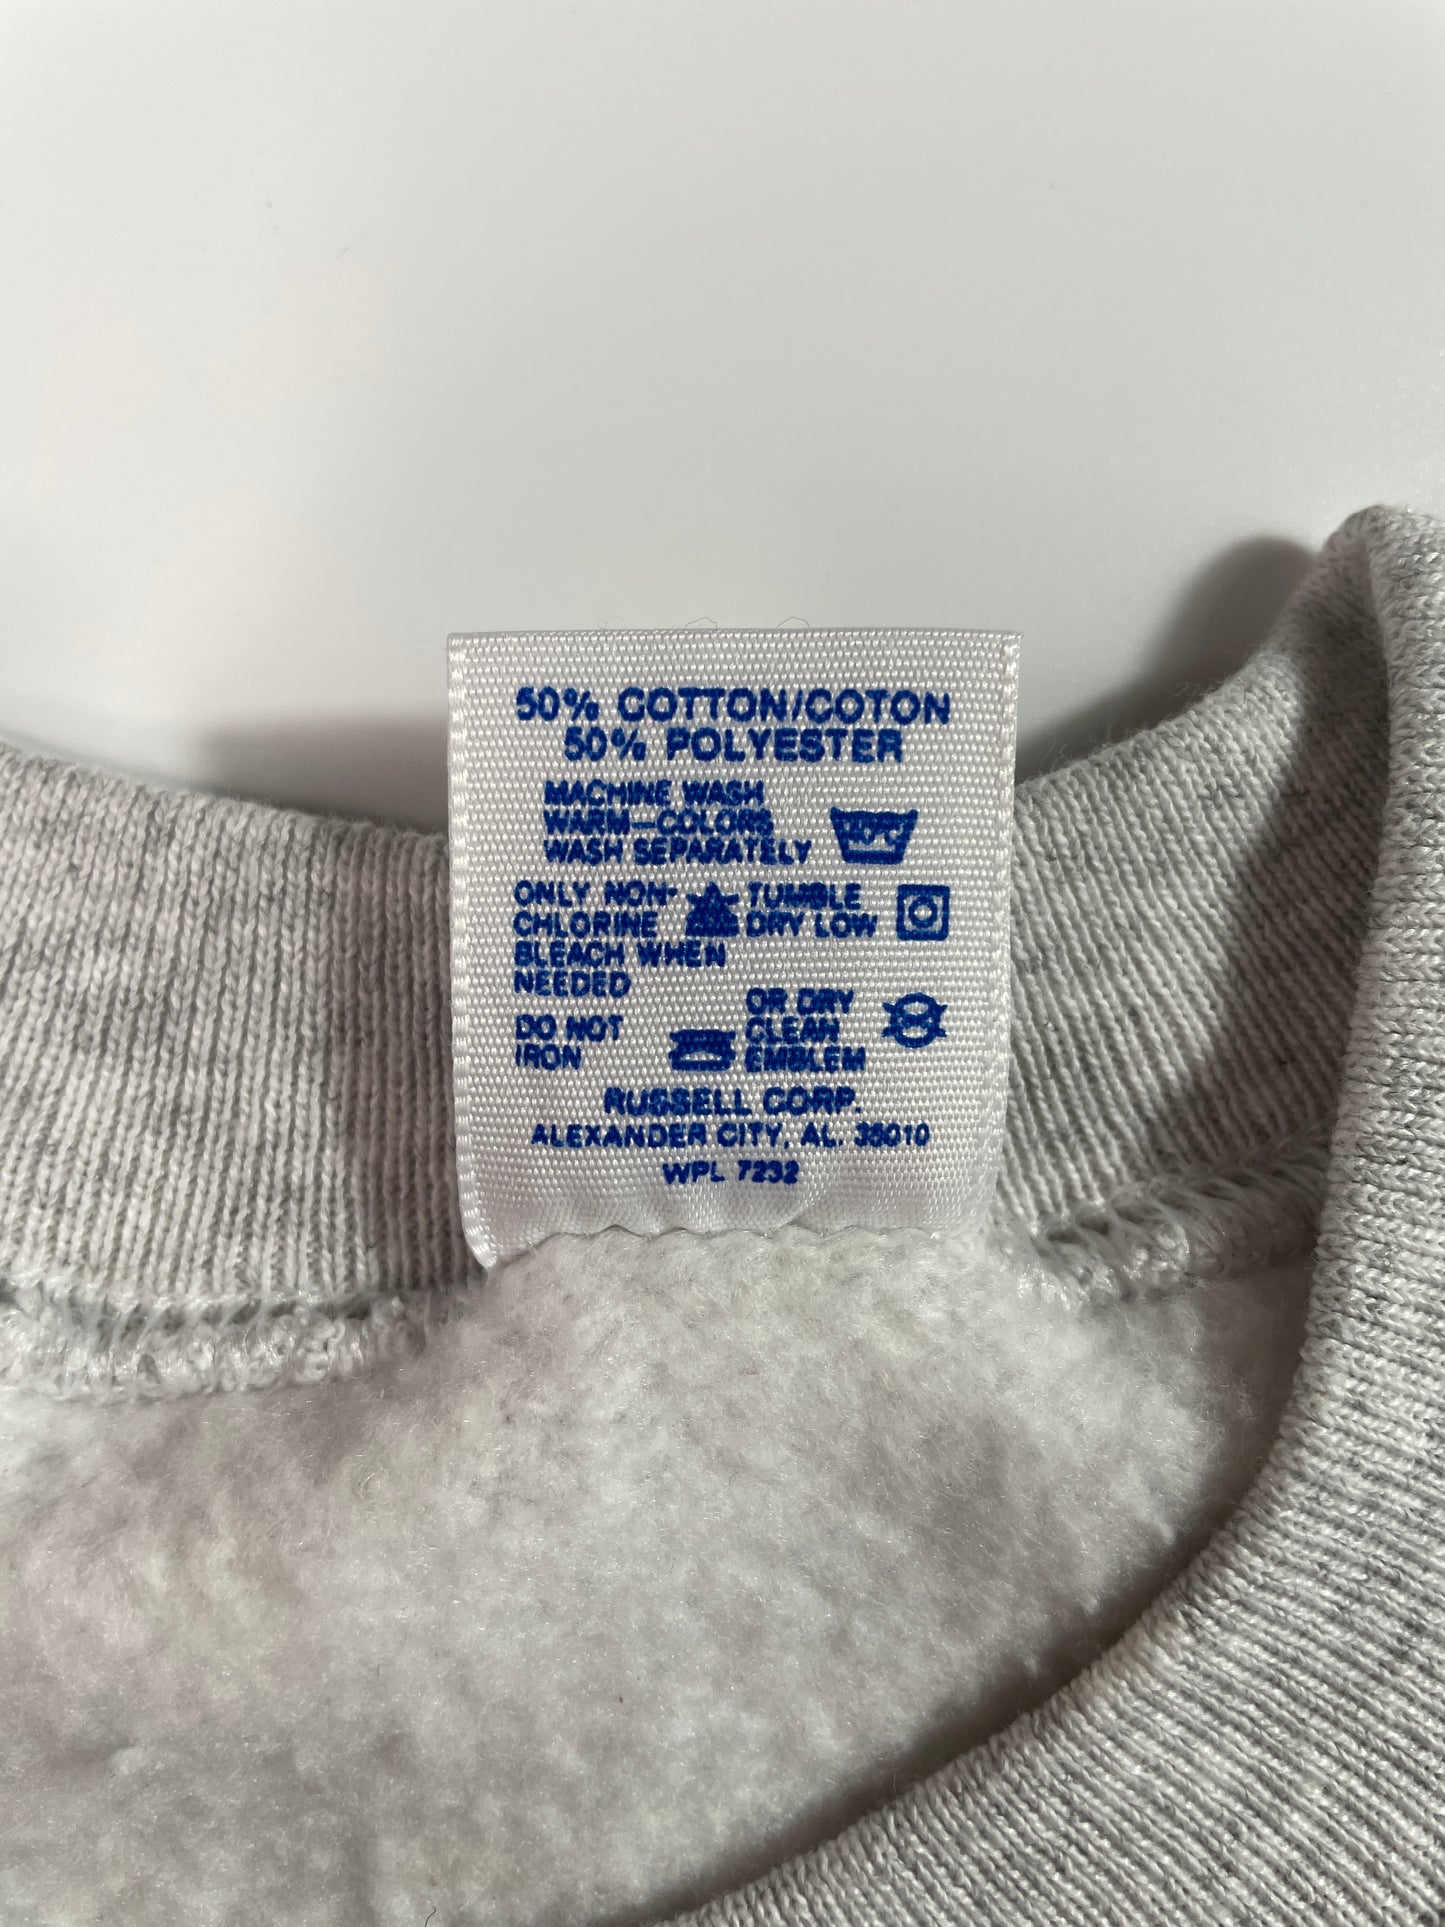 50% COTTON/COTON
50% POLYESTER
MACHINE WASH
WARM—COLORS
WASH SEPARATELY
ONLY NON-
CHLORINE
BLEACH WHEN
NEEDED
TUMBLE
DRY LOW
DO NOT
IRON
OR DRY
CLEAN
EMBLEM
RUSSELL CORP.
ALEXANDER CITY, AL. 35010
WPL 7232